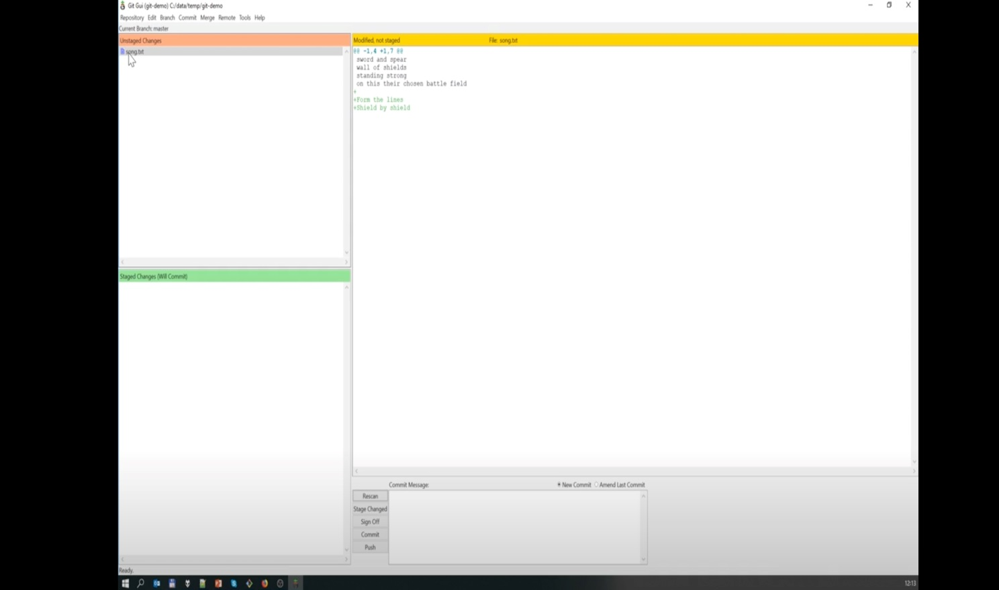 Git Gui (git-demo) C:/data/temp/git-demo
Repository Edit Branch Commit Merge Remote Tools Help
Current Branch: master
Unstaged Changes
song.txt
Staged Changes (Will Commit)
Modified, not staged File: song.txt
@@ -1,4 +1,7 @@
sword and spear
wall of shields
standing strong
on this their chosen battle field
+
+Form the lines
+Shield by shield
Commit Message: New Commit Amend Last Commit
Rescan
Stage Changed
Sign Off
Commit
Push
Ready.
12:13